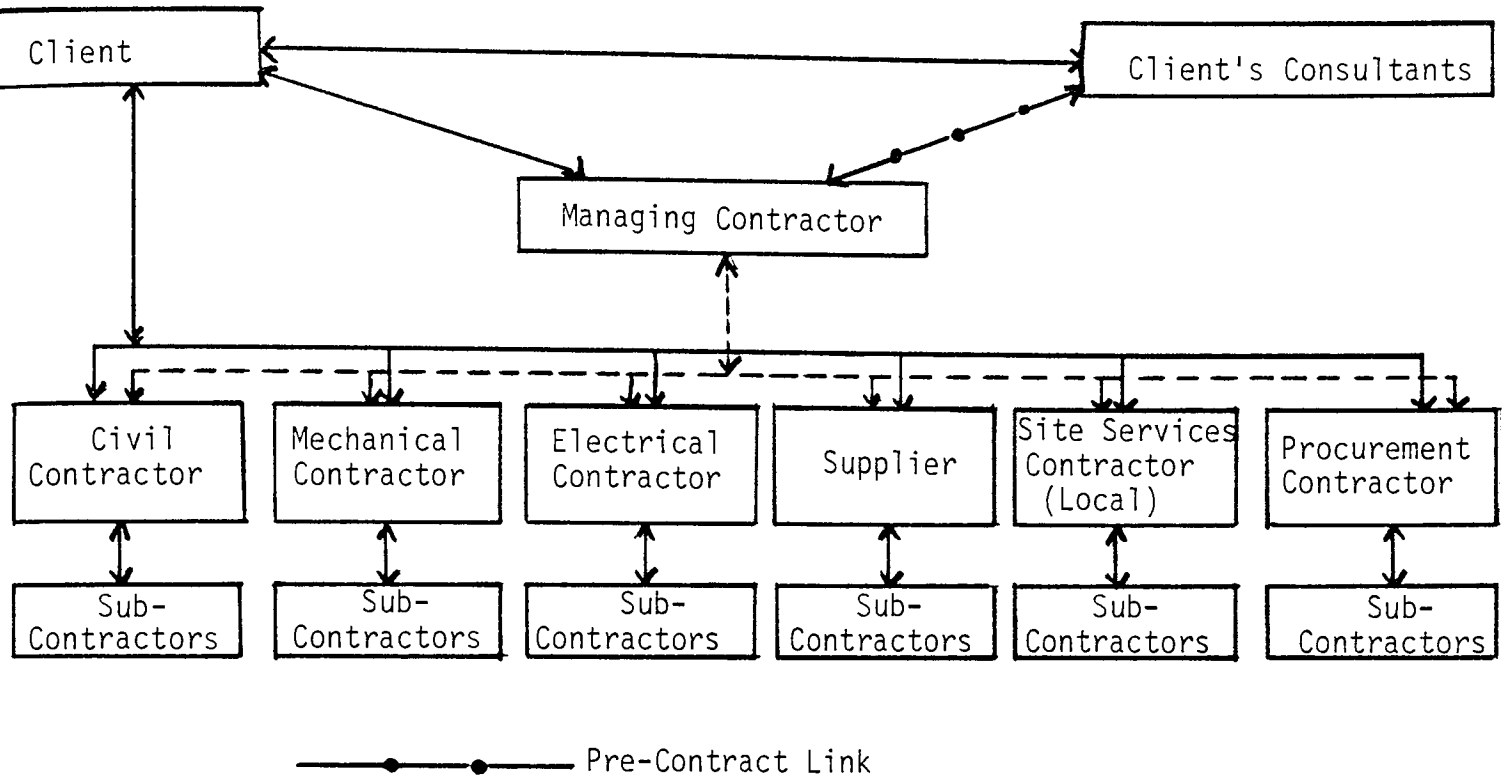 Client
Client's Consultants
Managing Contractor
Civil
Contractor
Mechanical
Contractor
Electrical
Contractor
Supplier
Site Services
Contractor
(Local)
Procurement
Contractor
Sub-
Contractors
Sub-
Contractors
Sub-
Contractors
Sub-
Contractors
Sub-
Contractors
Sub-
Contractors
Pre-Contract Link